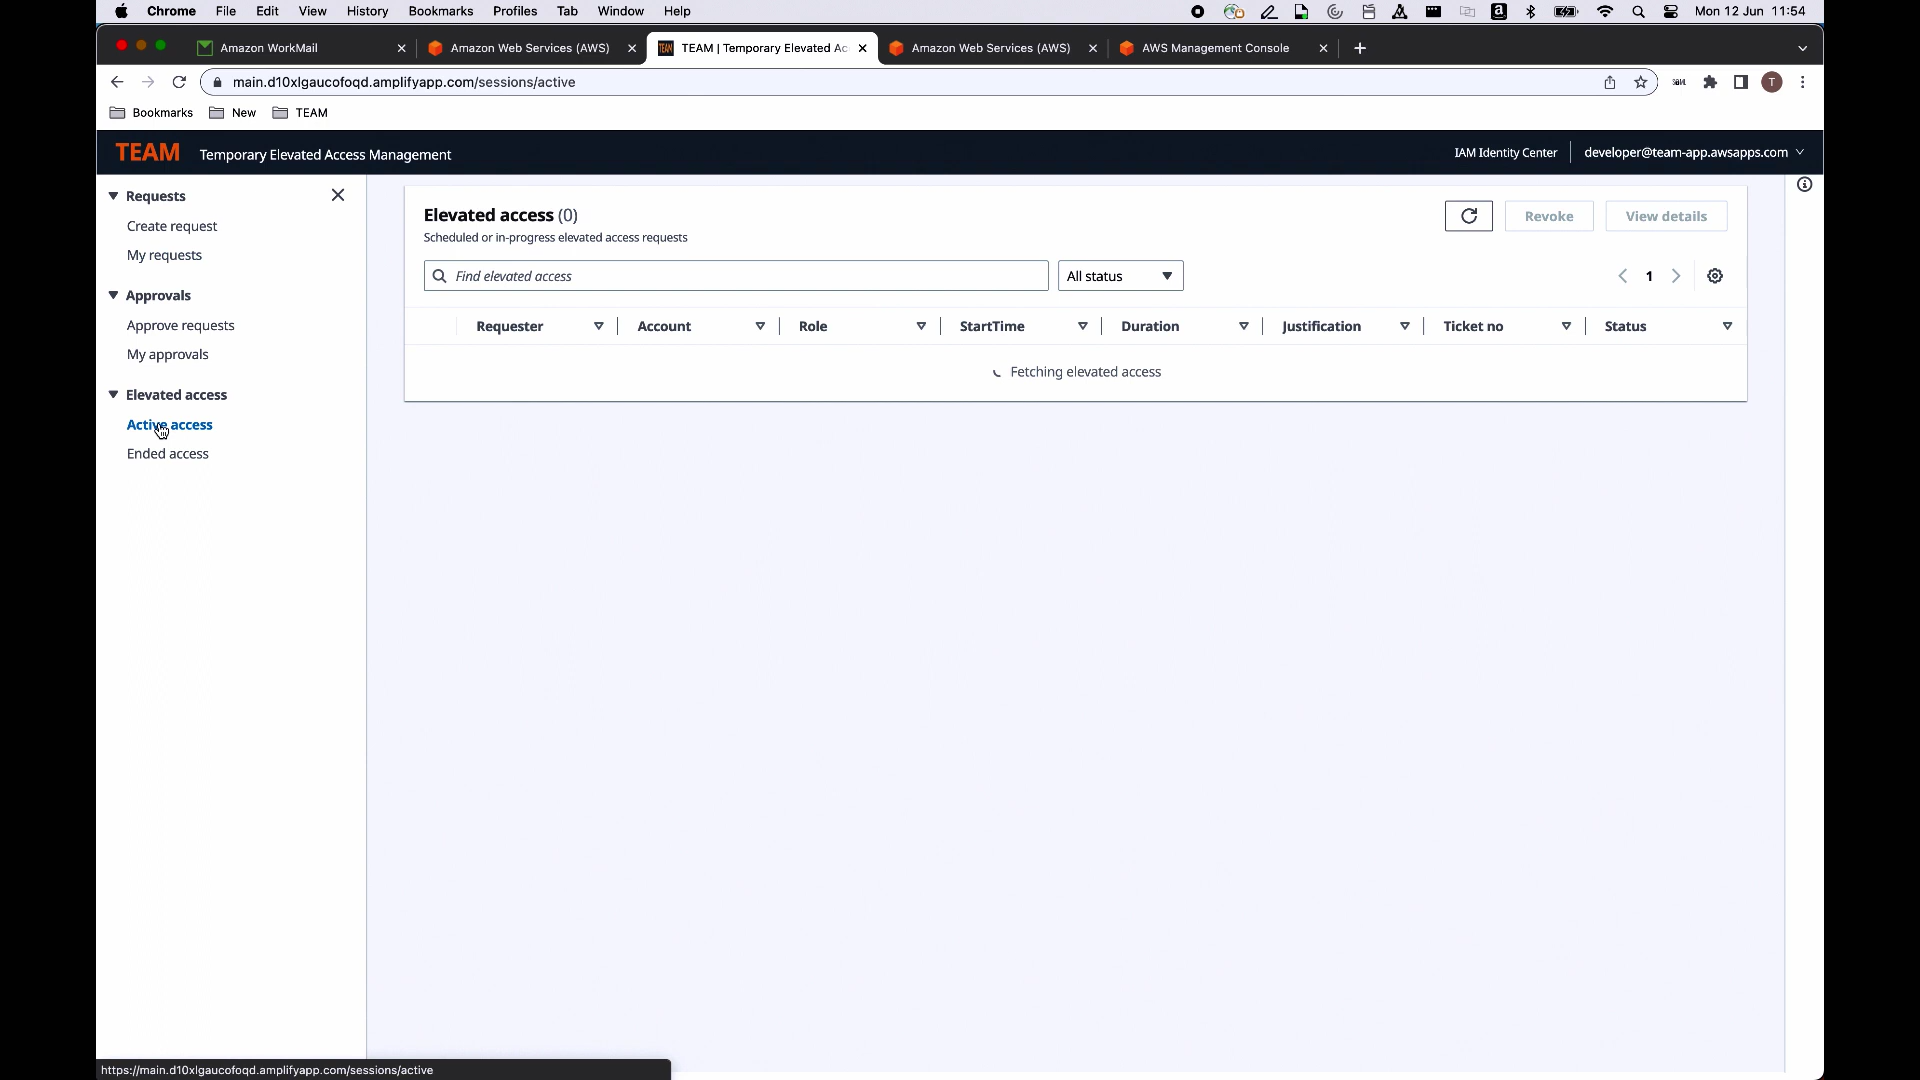 Chrome File Edit View History Bookmarks Profiles Tab Window Help Mon 12 Jun 11:54
Amazon WorkMail Amazon Web Services (AWS) TEAM | Temporary Elevated Ac Amazon Web Services (AWS) AWS Management Console
main.d10xlgaucofoqd.amplifyapp.com/sessions/active
Bookmarks New TEAM
TEAM Temporary Elevated Access Management IAM Identity Center developer@team-app.awsapps.com
Requests
Create request
My requests
Approvals
Approve requests
My approvals
Elevated access
Active access
Ended access
Elevated access (0)
Scheduled or in-progress elevated access requests
Revoke View details
Find elevated access All status 1
Requester Account Role StartTime Duration Justification Ticket no Status
Fetching elevated access
https://main.d10xlgaucofoqd.amplifyapp.com/sessions/active